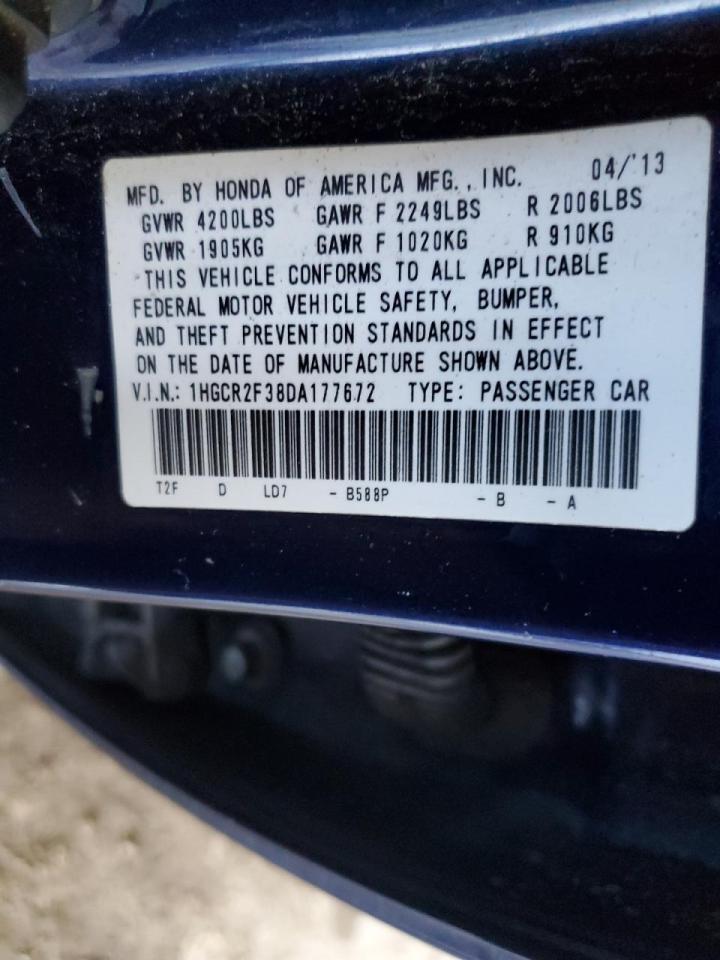 MFD. BY HONDA OF AMERICA MFG., INC. 04/'13
GVWR 4200LBS GAWR F 2249LBS R 2006LBS
GVWR 1905KG GAWR F 1020KG R 910KG
THIS VEHICLE CONFORMS TO ALL APPLICABLE
FEDERAL MOTOR VEHICLE SAFETY, BUMPER,
AND THEFT PREVENTION STANDARDS IN EFFECT
ON THE DATE OF MANUFACTURE SHOWN ABOVE.
V.I.N.: 1HGCR2F38DA177672 TYPE: PASSENGER CAR
T2F D LD7 - B588P - B - A